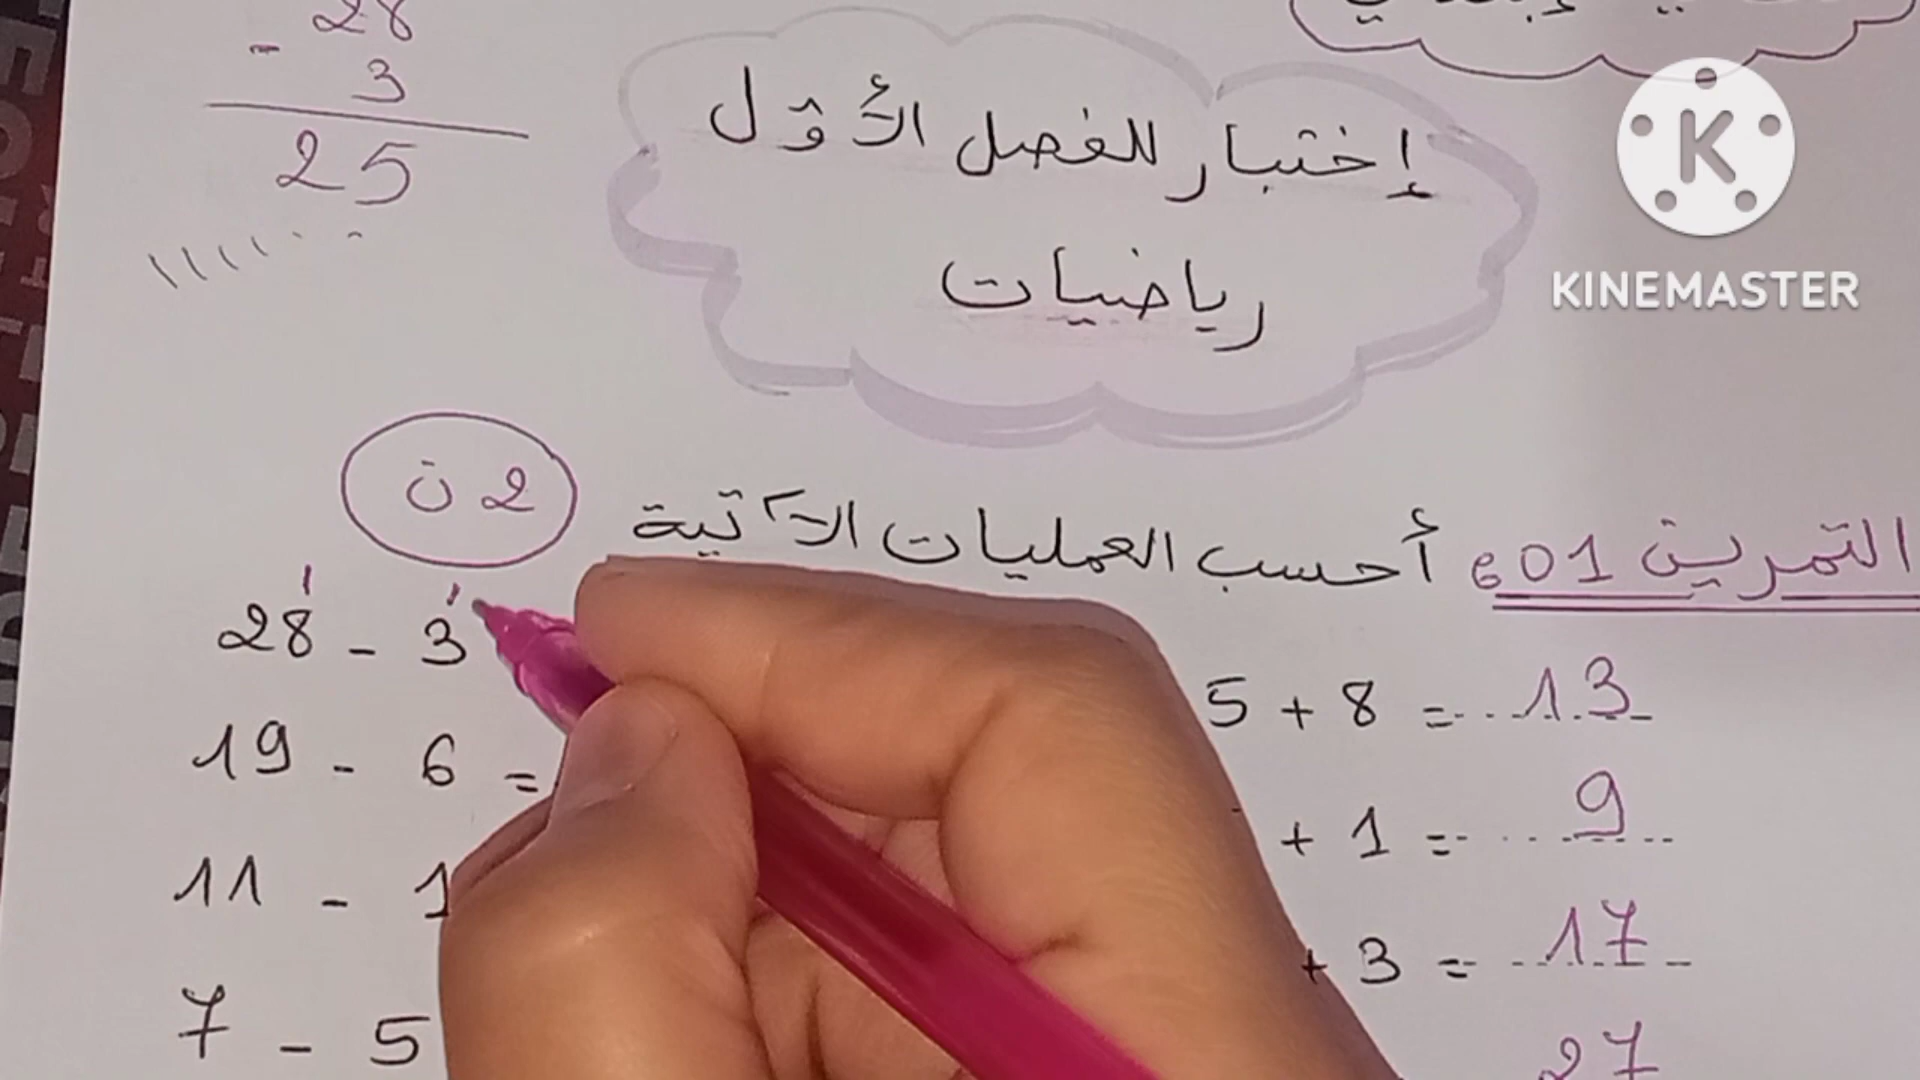 28
- 3
25
إختبار للفصل الأول
رياضيات
K
KINEMASTER
2 ن
التمرين 01 أحسب العمليات الآتية
28 - 3
5 + 8 = 13
19 - 6 =
+ 1 = 9
11 - 1
+ 3 = 17
7 - 5
27